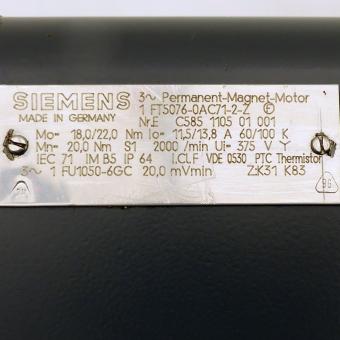 SIEMENS 3~ Permanent-Magnet-Motor
MADE IN GERMANY 1 FT5076-0AC71-2-Z E
Nr.E C585 1105 01 001
Mo= 18,0/22,0 Nm Io= 11,5/13,8 A 60/100 K
Mn= 20,0 Nm S1 2000 /min Ui= 375 V Y
IEC 71 IM B5 IP 64 I.Cl.F VDE 0530 PTC Thermistor
3~ 1 FU1050-6GC 20,0 mVmin Z:K31 K83